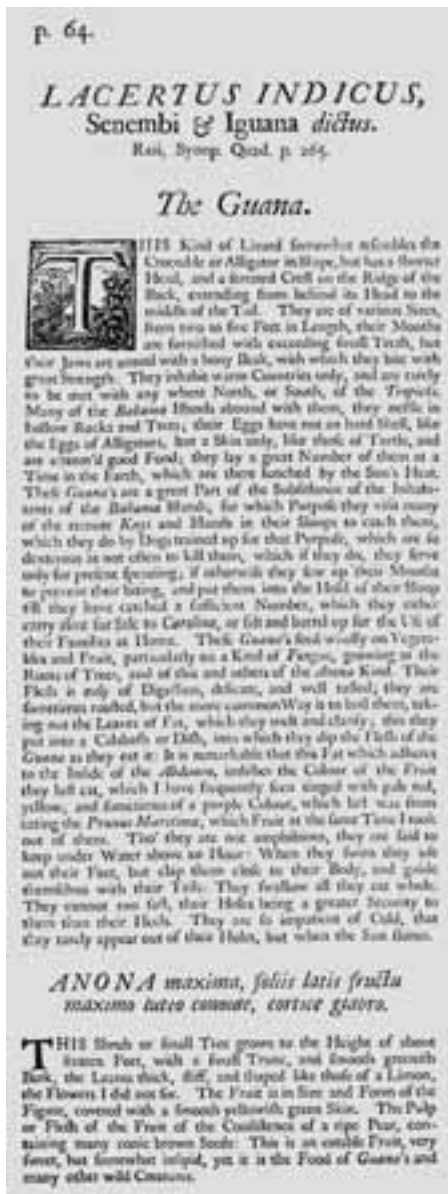 p. 64.
LACERTUS INDICUS,
Senembi & Iguana dictus.
Raii, Synop. Quad. p. 265.
The Guana.
THIS Kind of Lizard somewhat resembles the
Crocodile or Alligator in Shape, but has a shorter
Head, and a serrated Crest on the Ridge of the
Back, extending from behind its Head to the
middle of the Tail. They are of various Sizes,
from two to five Feet in Length, their Mouths
are furnished with exceeding small Teeth, but
their Jaws are armed with a bony Beak, with which they bite with
great Strength. They inhabit warm Countries only, and are rarely
to be met with any where North, or South, of the Tropicks.
Many of the Bahama Islands abound with them, they nestle in
hollow Rocks and Trees; their Eggs have not an hard Shell, like
the Eggs of Alligators, but a Skin only, like those of Turtle, and
are esteem'd good Food; they lay a great Number of them at a
Time in the Earth, which are there hatched by the Sun's Heat.
These Guana's are a great Part of the Subsistence of the Inhabi-
tants of the Bahama Islands, for which Purpose they visit many
of the remote Kays and Islands in their Sloops to catch them,
which they do by Dogs trained up for that Purpose, which are so
dexterous as not often to kill them, which if they do, they serve
only for present spending; if otherwise they sow up their Mouths
to prevent their biting, and put them into the Hold of their Sloop
till they have catched a sufficient Number, which they either
carry alive for Sale to Carolina, or salt and barrel up for the Use of
their Families at Home. These Guana's feed wholly on Vegeta-
bles and Fruit, particularly on a Kind of Fungus, growing at the
Roots of Trees, and of this and others of the Anona Kind. Their
Flesh is easy of Digestion, delicate, and well tasted; they are
sometimes roasted, but the more common Way is to boil them, tak-
ing out the Leaves of Fat, which they melt and clarify; this they
put into a Calabash or Dish, into which they dip the Flesh of the
Guana as they eat it: It is remarkable that this Fat which adheres
to the Inside of the Abdomen, imbibes the Colour of the Fruit
they last eat, which I have frequently seen tinged with pale red,
yellow, and sometimes of a purple Colour, which last was from
eating the Prunus Maritima, which Fruit at the same Time I took
out of them. Tho' they are not amphibious, they are said to
keep under Water above an Hour: When they swim they use
not their Feet, but clap them close to their Body, and guide
themselves with their Tails: They swallow all they eat whole.
They cannot run fast, their Holes being a greater Security to
them than their Heels. They are so impatient of Cold, that
they rarely appear out of their Holes, but when the Sun shines.
ANONA maxima, foliis latis fructu
maximo luteo conoide, cortice glabro.
THIS Shrub or small Tree grows to the Height of about
sixteen Feet, with a small Trunc, and smooth greenish
Bark, the Leaves thick, stiff, and shaped like those of a Limon,
the Flowers I did not see. The Fruit is in Size and Form of the
Figure, covered with a smooth yellowish green Skin. The Pulp
or Flesh of the Fruit of the Consistence of a ripe Pear, con-
taining many conic brown Seeds: This is an eatable Fruit, very
sweet, but somewhat insipid, yet it is the Food of Guana's and
many other wild Creatures.